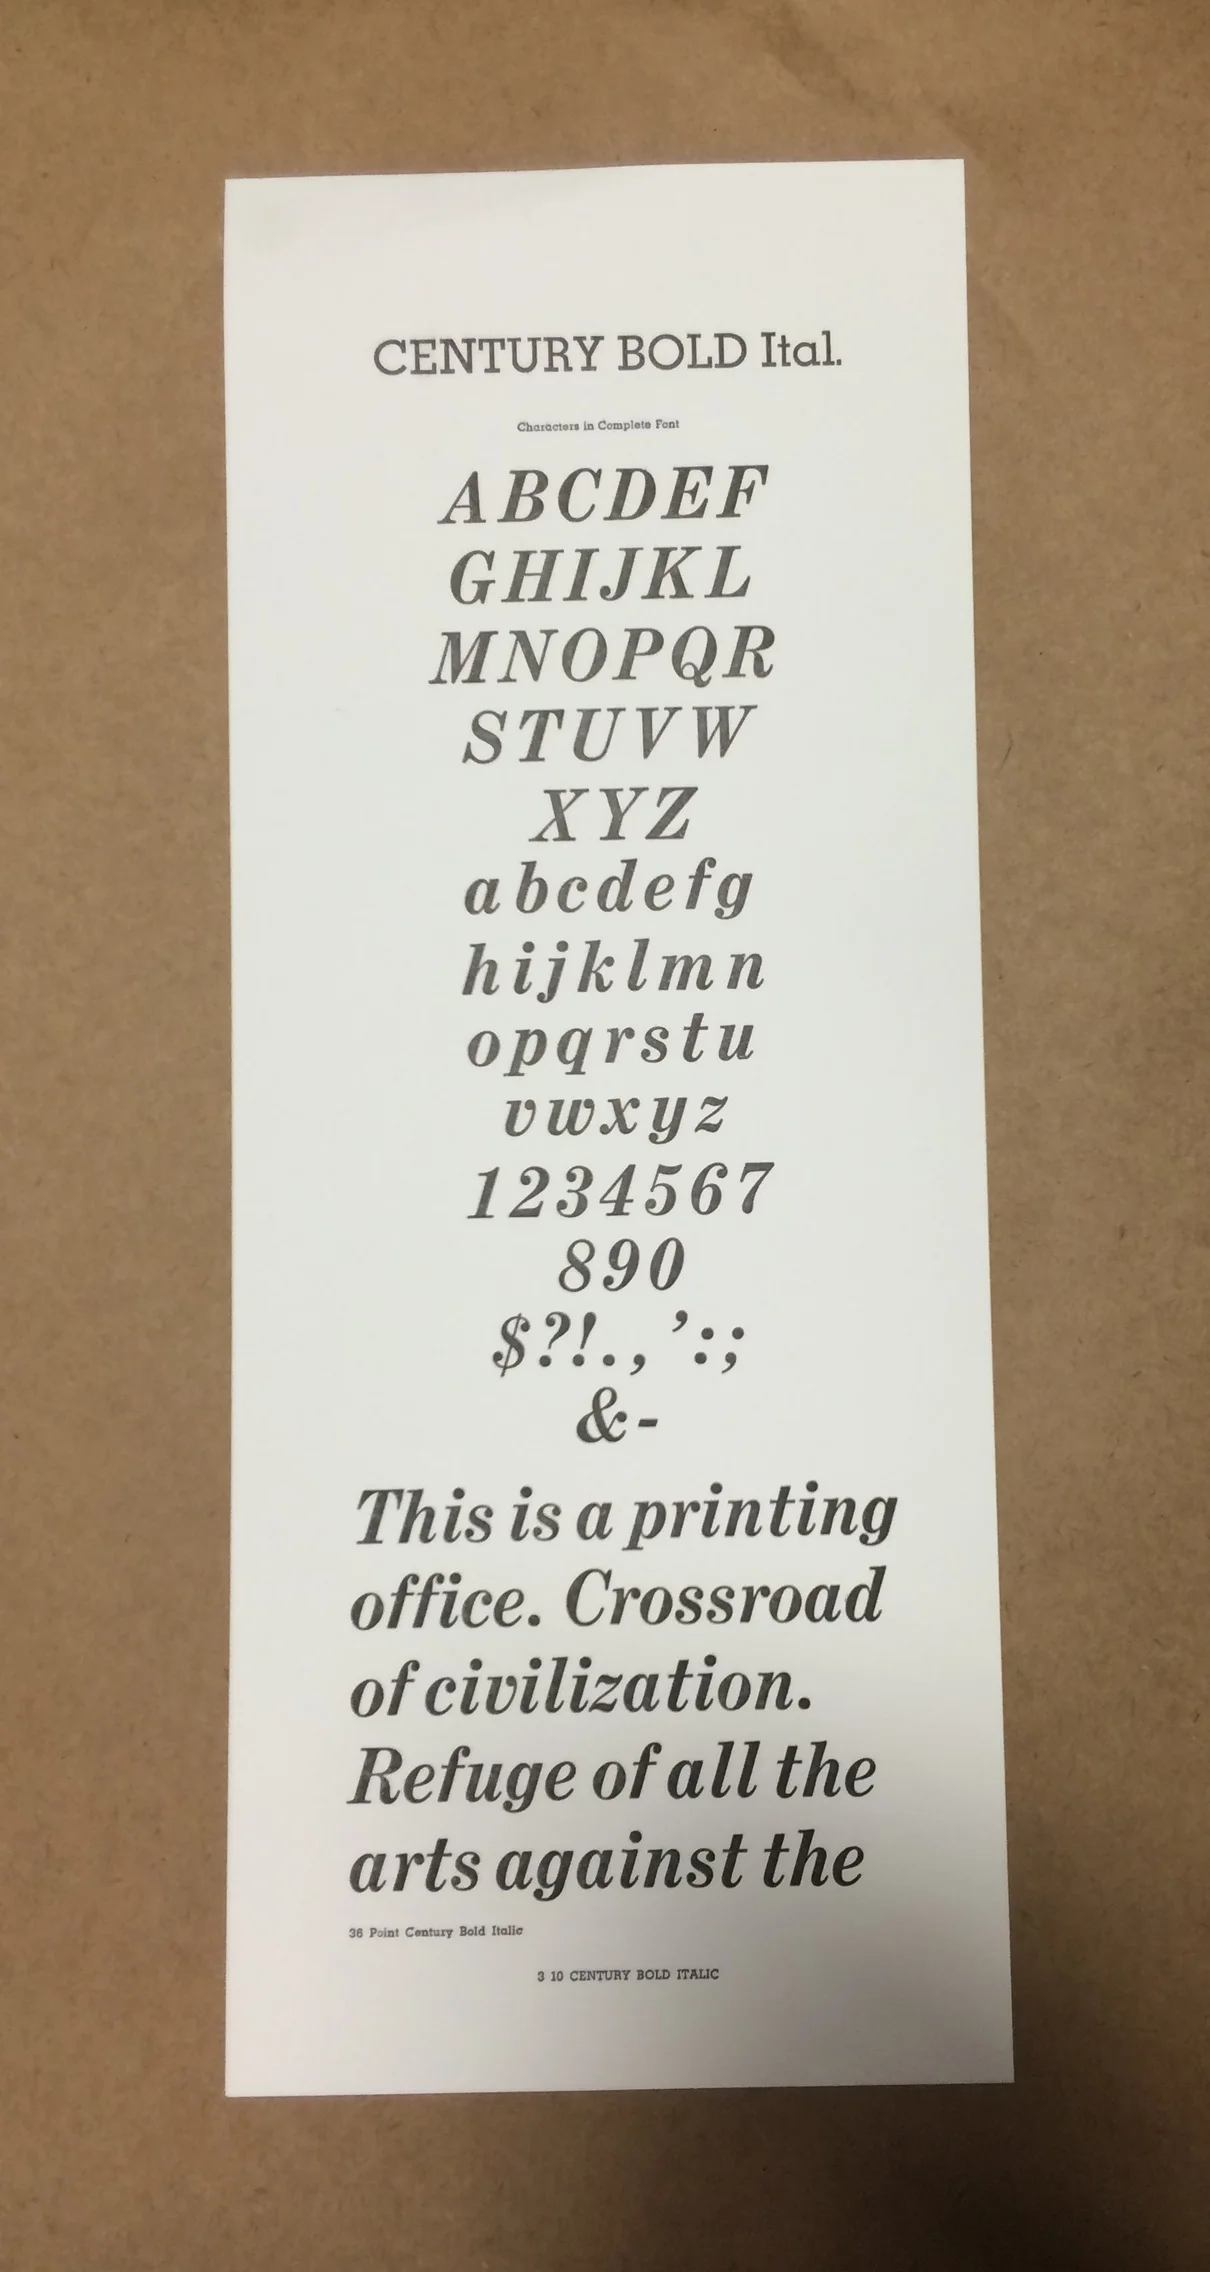 CENTURY BOLD Ital.
Characters in Complete Font
ABCDEF
GHIJKL
MNOPQR
STUVW
XYZ
abcdefg
hijklmn
opqrstu
vwxyz
1234567
890
$?!.,’:;
&-
This is a printing
office. Crossroad
of civilization.
Refuge of all the
arts against the
36 Point Century Bold Italic
3 10 CENTURY BOLD ITALIC